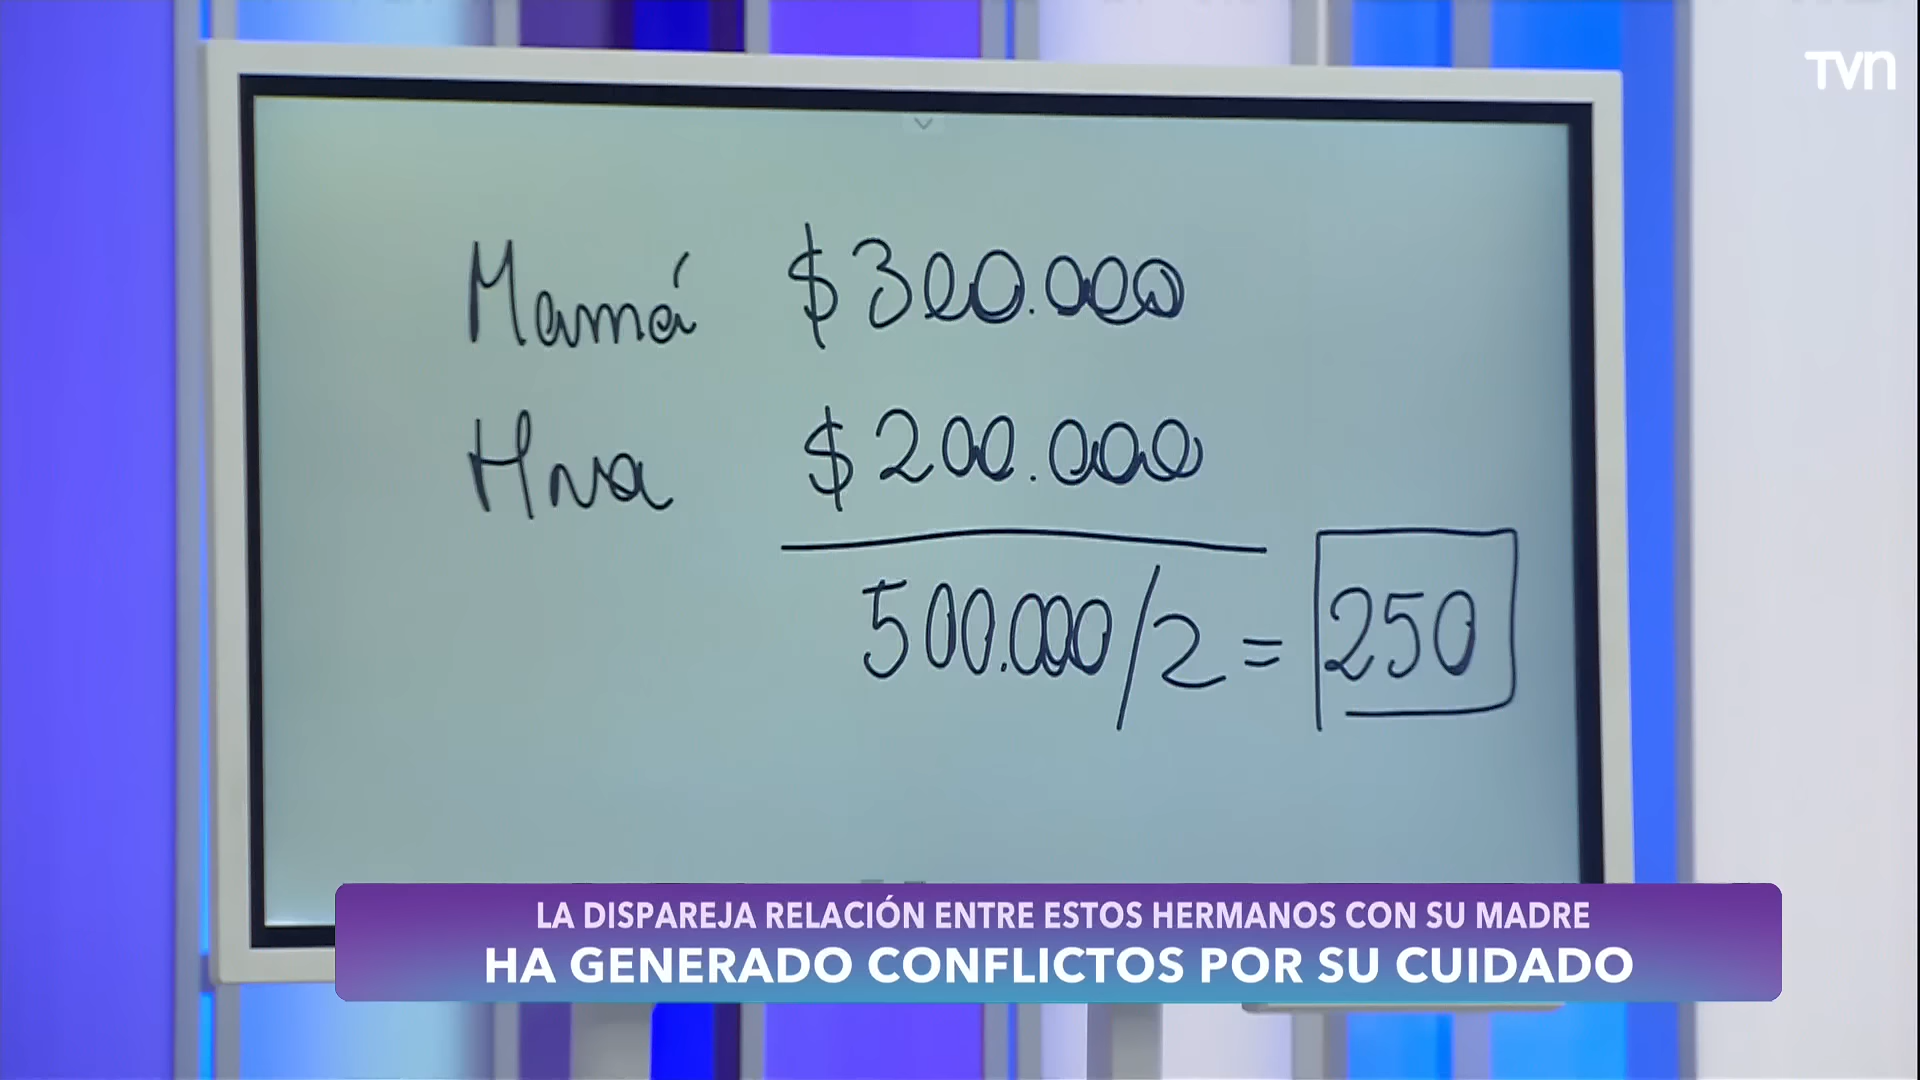 TVN
Mamá $300.000
Hna $200.000
500.000/2 = 250
LA DISPAREJA RELACIÓN ENTRE ESTOS HERMANOS CON SU MADRE
HA GENERADO CONFLICTOS POR SU CUIDADO